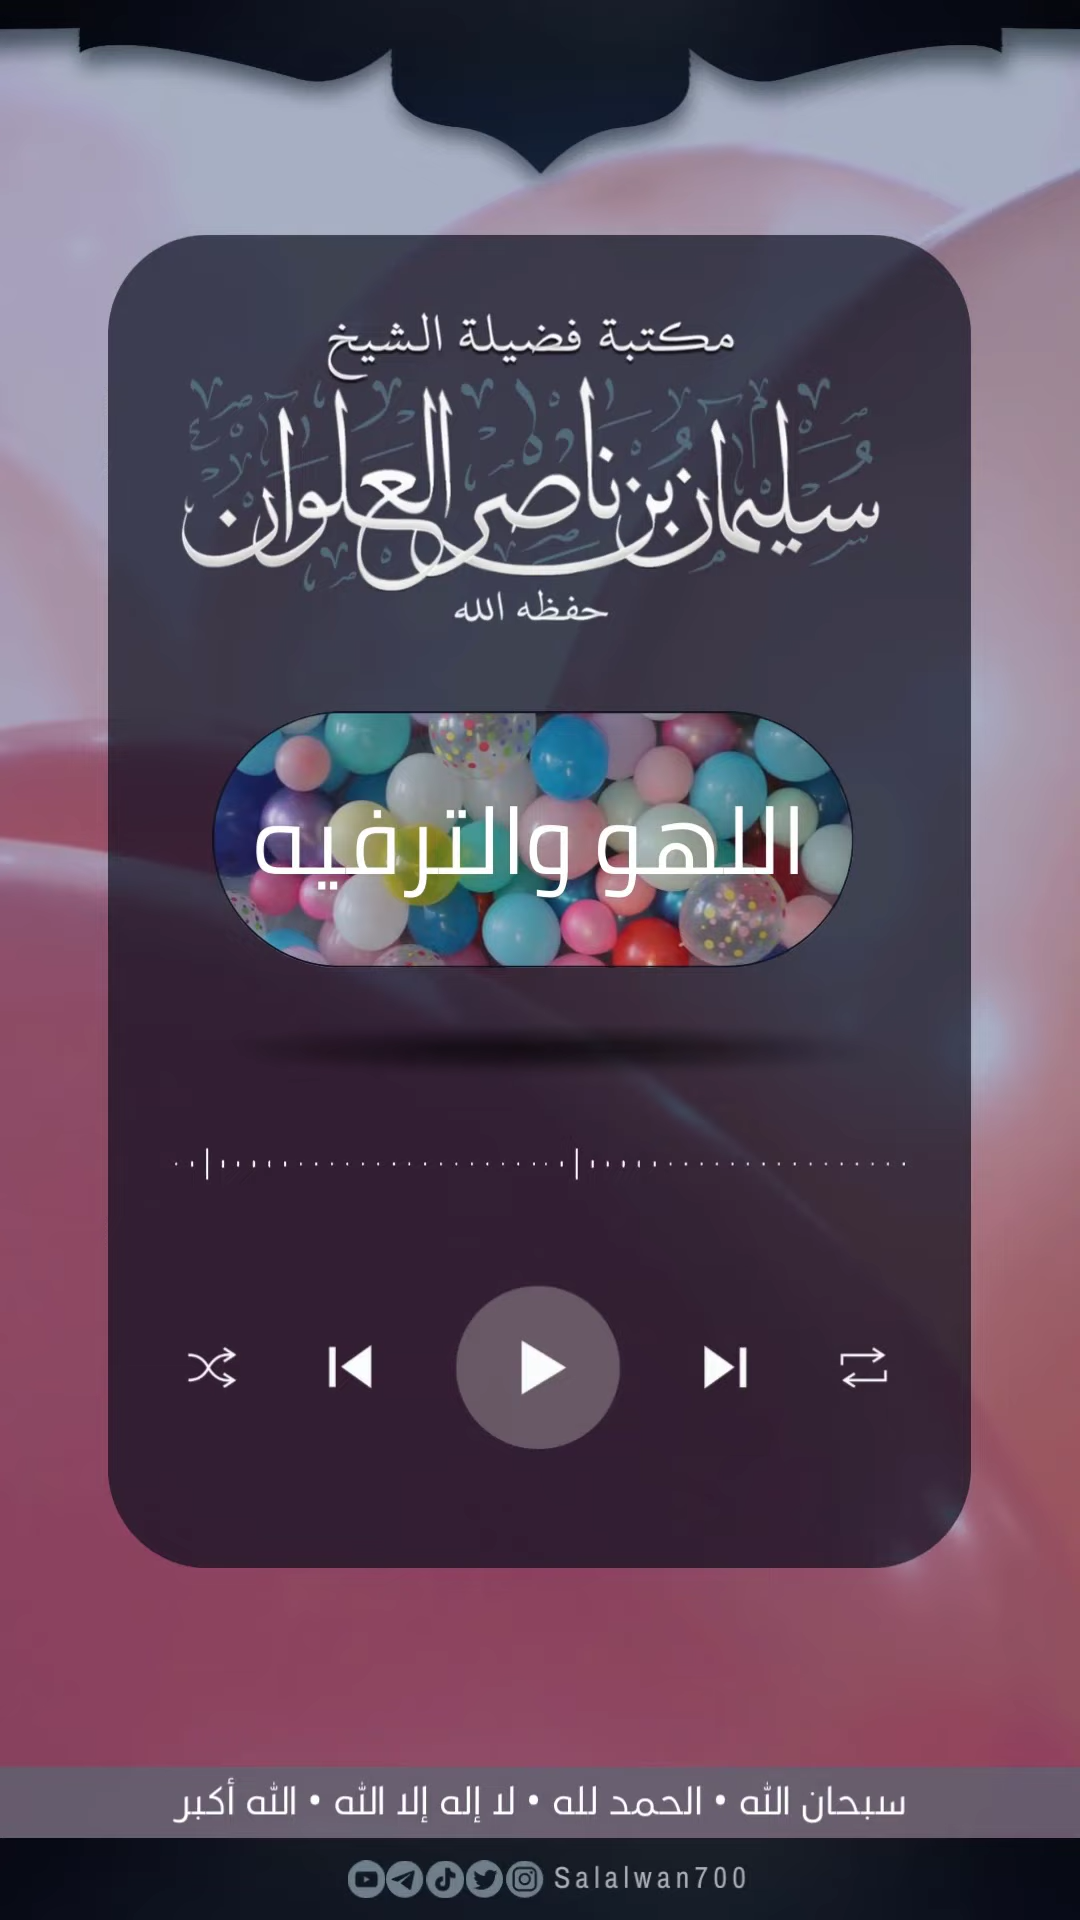 مكتبة فضيلة الشيخ
سليمان بن ناصر العلوان
حفظه الله
اللهو والترفيه
سبحان الله • الحمد لله • لا إله إلا الله • الله أكبر
Salalwan700